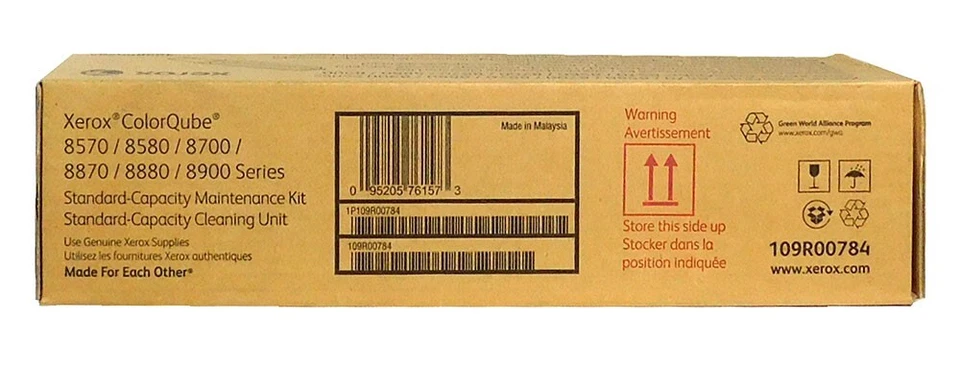 xerox
Xerox® ColorQube®
8570 / 8580 / 8700 /
8870 / 8880 / 8900 Series
Standard-Capacity Maintenance Kit
Standard-Capacity Cleaning Unit
Use Genuine Xerox Supplies
Utilisez les fournitures Xerox authentiques
Made For Each Other®
Made in Malaysia
0 95205 76157 3
1P109R00784
109R00784
Warning
Avertissement
Store this side up
Stocker dans la
position indiquée
Green World Alliance Program
www.xerox.com/gwa
109R00784
www.xerox.com